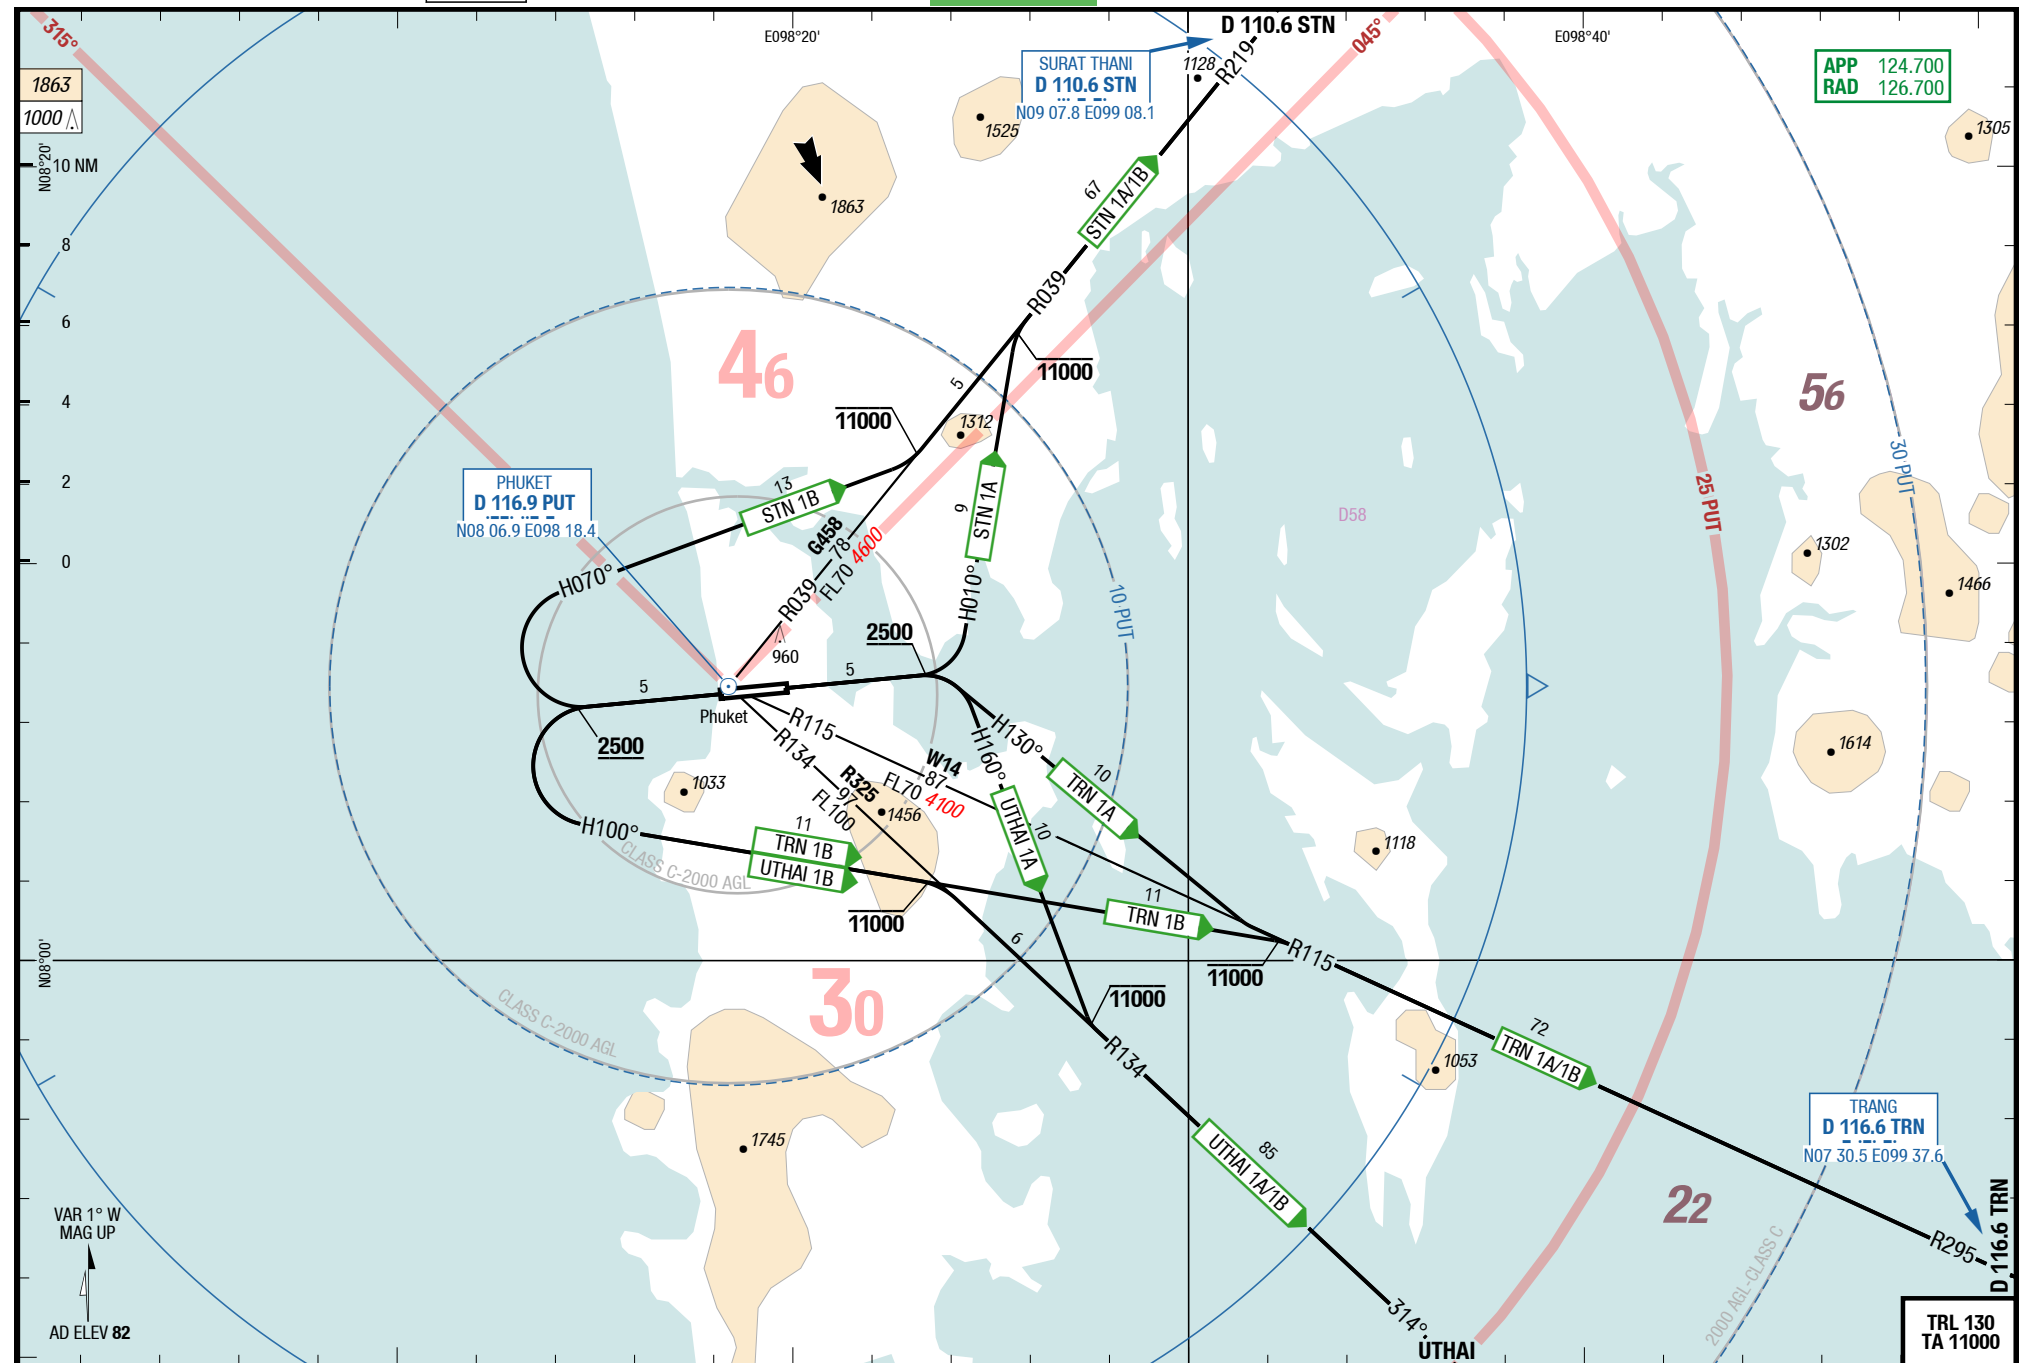 D 110.6 STN
315°
E098°20'
045°
E098°40'
SURAT THANI
D 110.6 STN
N09 07.8 E099 08.1
1128
R219
APP 124.700
RAD 126.700
1863
1000
1525
1305
N08°20'
10 NM
8
6
4
2
0
1863
67
STN 1A/1B
R039
46
11000
5
56
11000
1312
30 PUT
PHUKET
D 116.9 PUT
N08 06.9 E098 18.4
13
STN 1B
9
STN 1A
25 PUT
D58
G458
78
R039
FL70 4600
1302
H070°
H010°
10 PUT
1466
2500
960
5
5
Phuket
2500
R115
R134
H130°
H160°
1614
W14
87
FL70 4100
R325
97
FL100
1033
1456
10
TRN 1A
UTHAI 1A
10
11
TRN 1B
UTHAI 1B
1118
CLASS C-2000 AGL
11000
11
TRN 1B
6
R115
11000
N08°00'
30
11000
CLASS C-2000 AGL
R134
72
TRN 1A/1B
1053
TRANG
D 116.6 TRN
N07 30.5 E099 37.6
1745
85
UTHAI 1A/1B
22
VAR 1° W
MAG UP
R295
D 116.6 TRN
2000 AGL-CLASS C
AD ELEV 82
314°
UTHAI
TRL 130
TA 11000